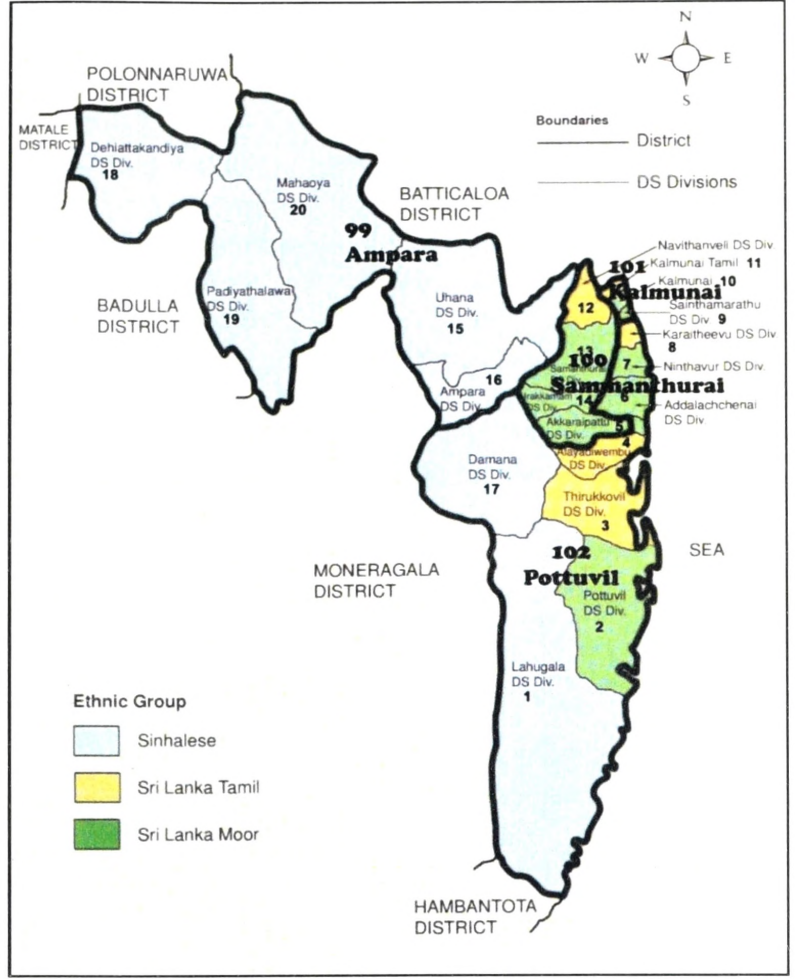 N
W E
S
POLONNARUWA
DISTRICT
MATALE
DISTRICT
Boundaries
District
DS Divisions
Dehiattakandiya
DS Div.
18
Mahaoya
DS Div.
20
BATTICALOA
DISTRICT
99
Ampara
Navithanveli DS Div
Kalmunai Tamil 11
101
Kalmunai
Kalmunai 10
Sainthamarathu
DS Div 9
Karaitheevu DS Div
8
Ninthavur DS Div.
7
Addalachchenai
DS Div.
6
Padiyathalawa
DS Div.
19
BADULLA
DISTRICT
Uhana
DS Div.
15
12
13
100
Sammanthurai
16
Ampara
DS Div.
14
DS Div.
Akkaraipattu
DS Div.
5
4
Alayadiwembu
DS Div.
Damana
DS Div.
17
Thirukkovil
DS Div.
3
SEA
102
Pottuvil
MONERAGALA
DISTRICT
Pottuvil
DS Div.
2
Lahugala
DS Div.
1
Ethnic Group
Sinhalese
Sri Lanka Tamil
Sri Lanka Moor
HAMBANTOTA
DISTRICT